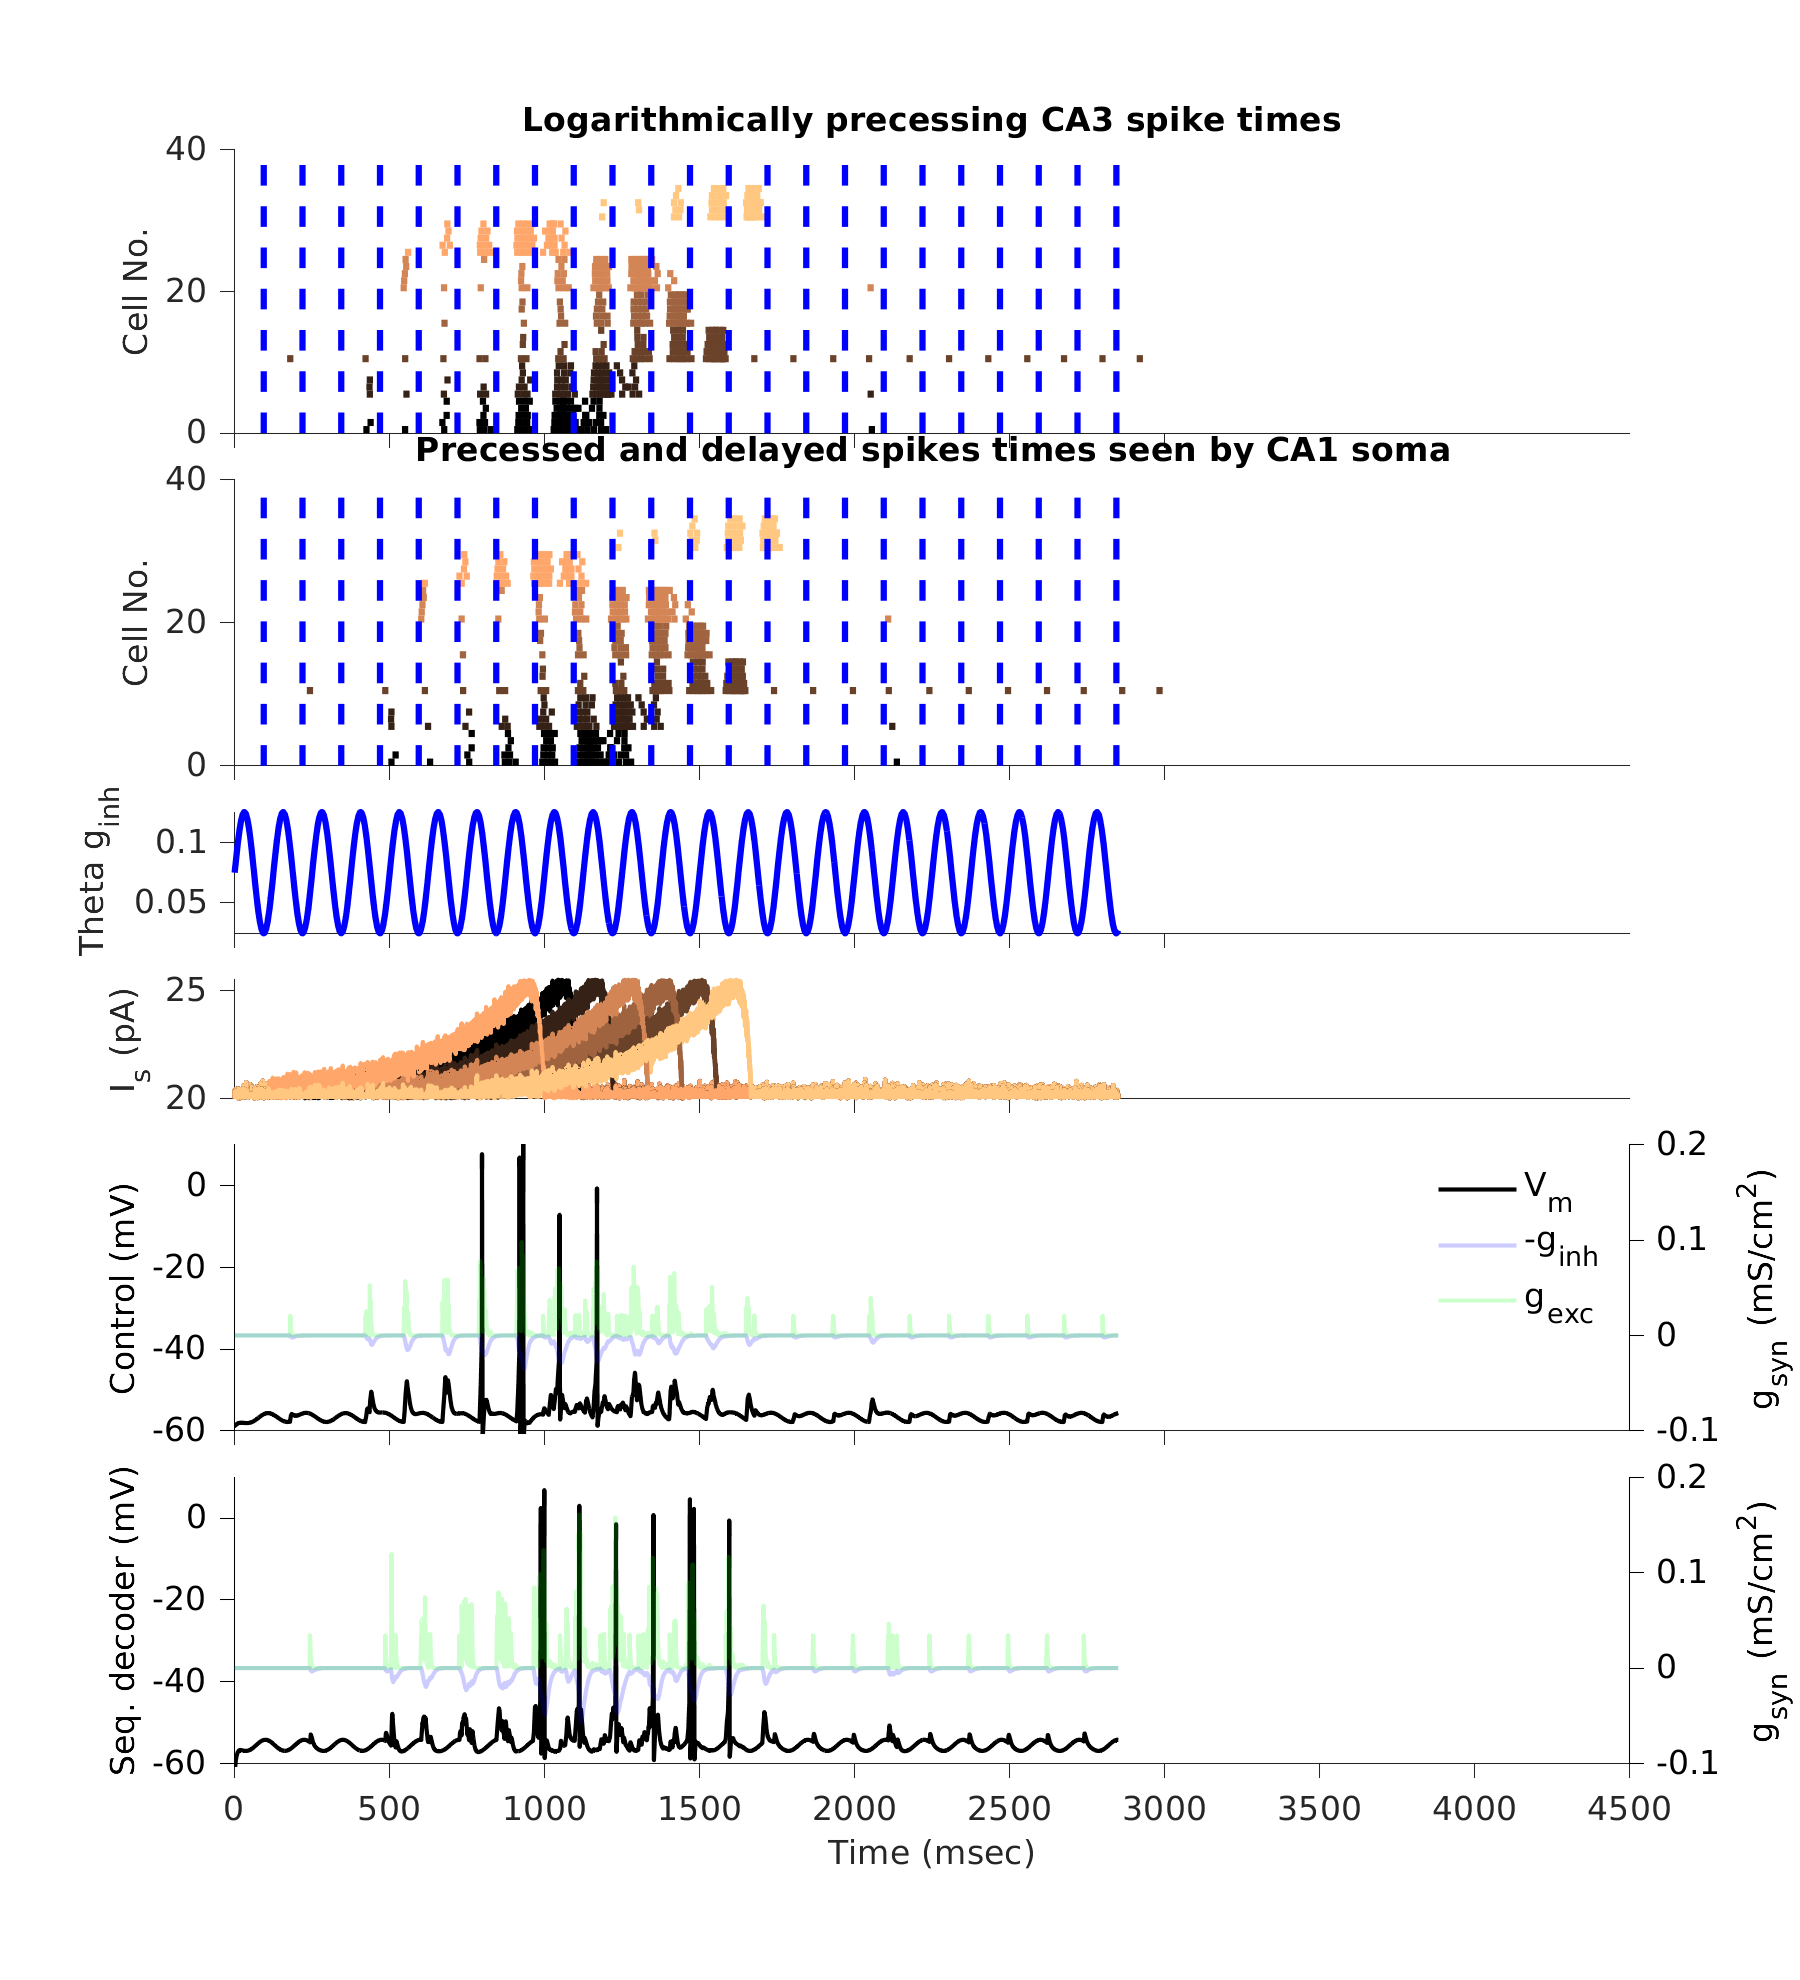 Logarithmically precessing CA3 spike times
40
20
0
Cell No.
Precessed and delayed spikes times seen by CA1 soma
40
20
0
Cell No.
0.1
0.05
Theta g_inh
25
20
I_s (pA)
0
-20
-40
-60
Control (mV)
V_m
-g_inh
g_exc
0.2
0.1
0
-0.1
g_syn (mS/cm^2)
0
-20
-40
-60
Seq. decoder (mV)
0.2
0.1
0
-0.1
g_syn (mS/cm^2)
0 500 1000 1500 2000 2500 3000 3500 4000 4500
Time (msec)